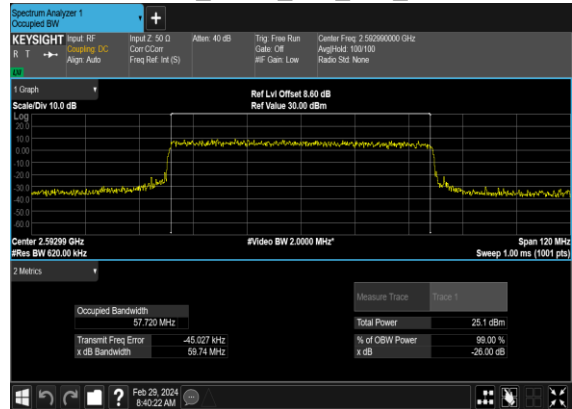 Spectrum Analyzer 1
Occupied BW
+
KEYSIGHT
R T
LW
Input: RF
Coupling: DC
Align: Auto
Input Z: 50 Ω
Corr CCorr
Freq Ref: Int (S)
Atten: 40 dB
Trig: Free Run
Gate: Off
#IF Gain: Low
Center Freq: 2.592990000 GHz
Avg|Hold: 100/100
Radio Std: None
1 Graph
Ref Lvl Offset 8.60 dB
Scale/Div 10.0 dB
Ref Value 30.00 dBm
Log
20.0
10.0
0.00
-10.0
-20.0
-30.0
-40.0
-50.0
-60.0
Center 2.59299 GHz
#Video BW 2.0000 MHz*
Span 120 MHz
#Res BW 620.00 kHz
Sweep 1.00 ms (1001 pts)
2 Metrics
Measure Trace
Trace 1
Occupied Bandwidth
57.720 MHz
Total Power
25.1 dBm
Transmit Freq Error
-45.027 kHz
% of OBW Power
99.00 %
x dB Bandwidth
59.74 MHz
x dB
-26.00 dB
?
Feb 29, 2024
8:40:22 AM